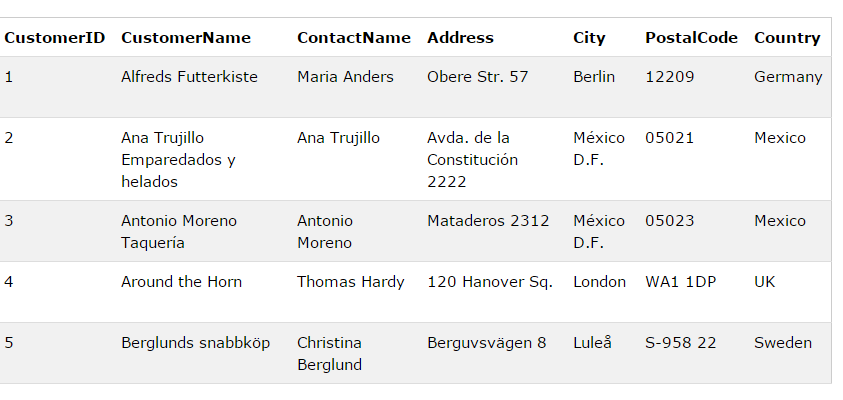 CustomerID CustomerName ContactName Address City PostalCode Country
1 Alfreds Futterkiste Maria Anders Obere Str. 57 Berlin 12209 Germany
2 Ana Trujillo Ana Trujillo Avda. de la México 05021 Mexico
Emparedados y Constitución D.F.
helados 2222
3 Antonio Moreno Antonio Mataderos 2312 México 05023 Mexico
Taquería Moreno D.F.
4 Around the Horn Thomas Hardy 120 Hanover Sq. London WA1 1DP UK
5 Berglunds snabbköp Christina Berguvsvägen 8 Luleå S-958 22 Sweden
Berglund